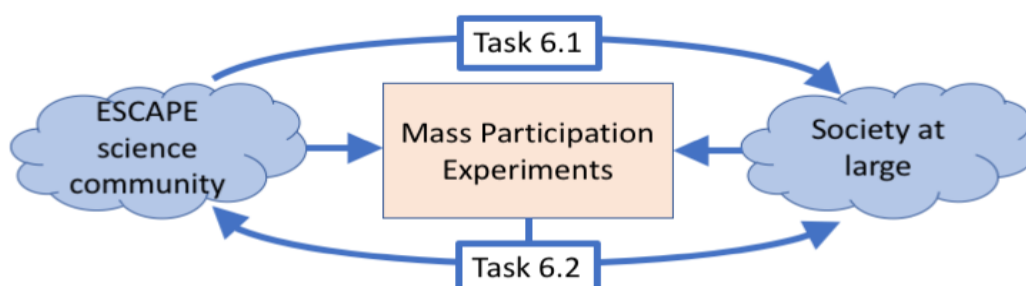 Task 6.1
ESCAPE
science
community
Mass Participation
Experiments
Society at
large
Task 6.2